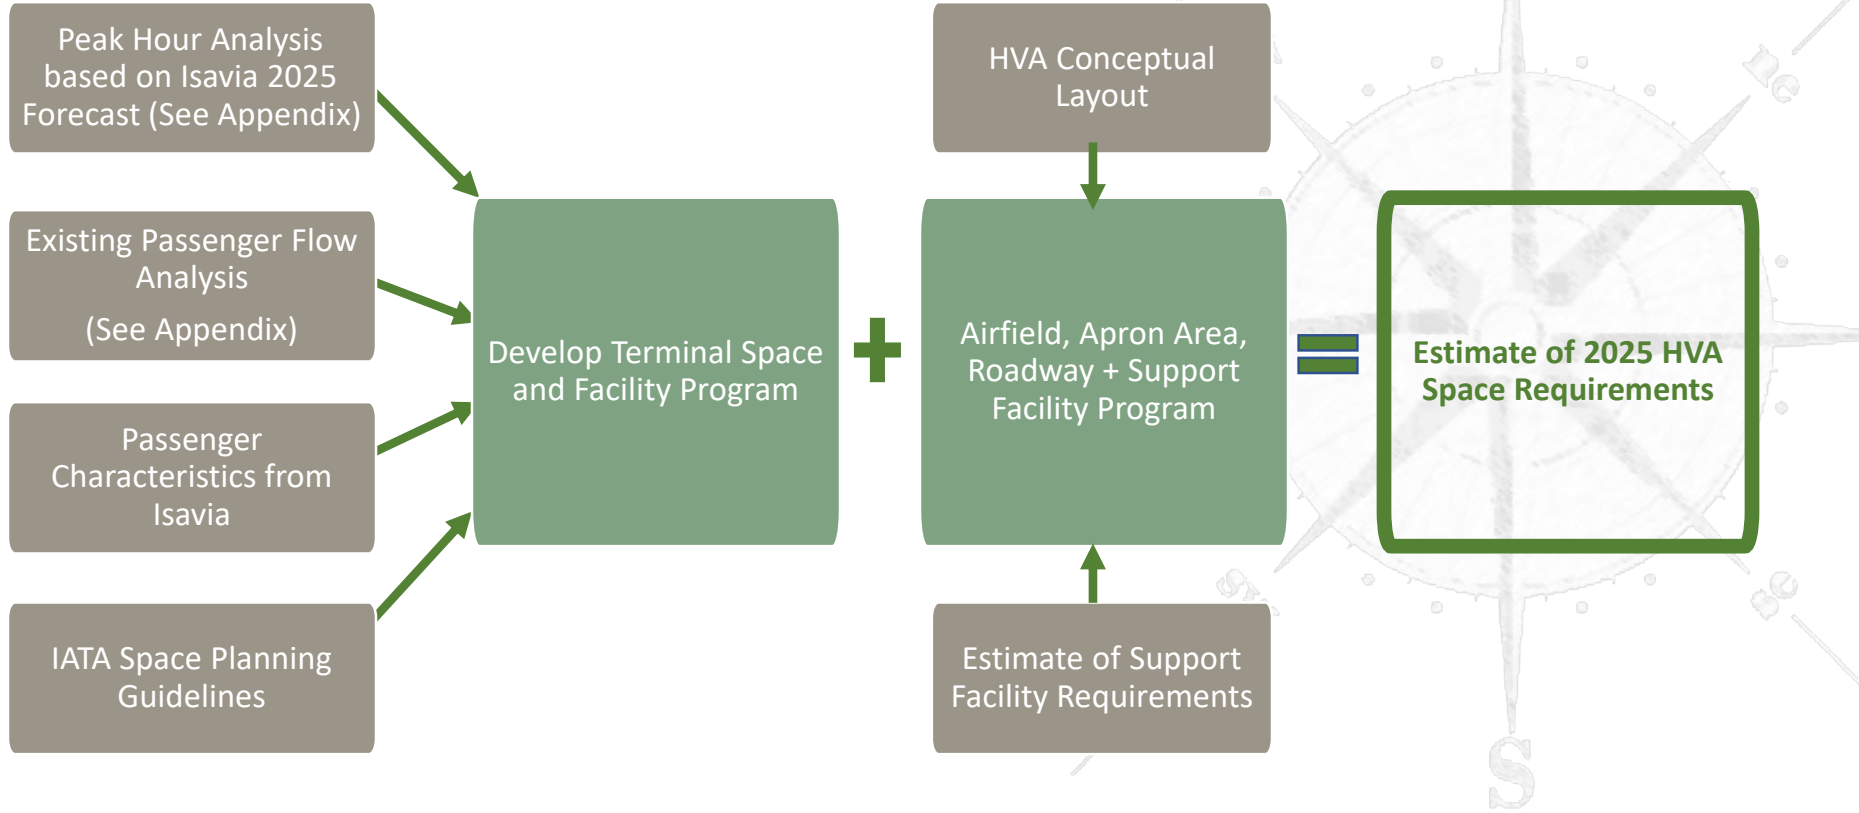 Peak Hour Analysis
based on Isavia 2025
Forecast (See Appendix)
Existing Passenger Flow
Analysis
(See Appendix)
Passenger
Characteristics from
Isavia
IATA Space Planning
Guidelines
Develop Terminal Space
and Facility Program
+
HVA Conceptual
Layout
Airfield, Apron Area,
Roadway + Support
Facility Program
Estimate of Support
Facility Requirements
=
Estimate of 2025 HVA
Space Requirements
ne
se
S